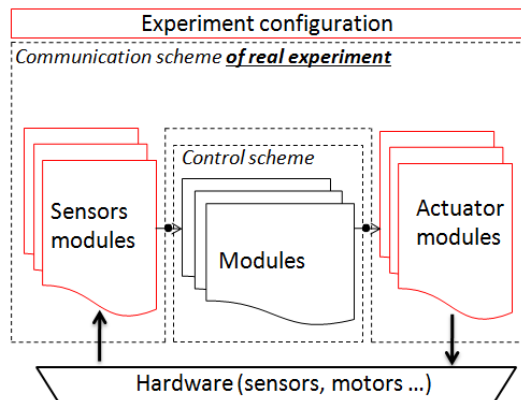 Experiment configuration
Communication scheme of real experiment
Control scheme
Sensors
modules
Modules
Actuator
modules
Hardware (sensors, motors ...)